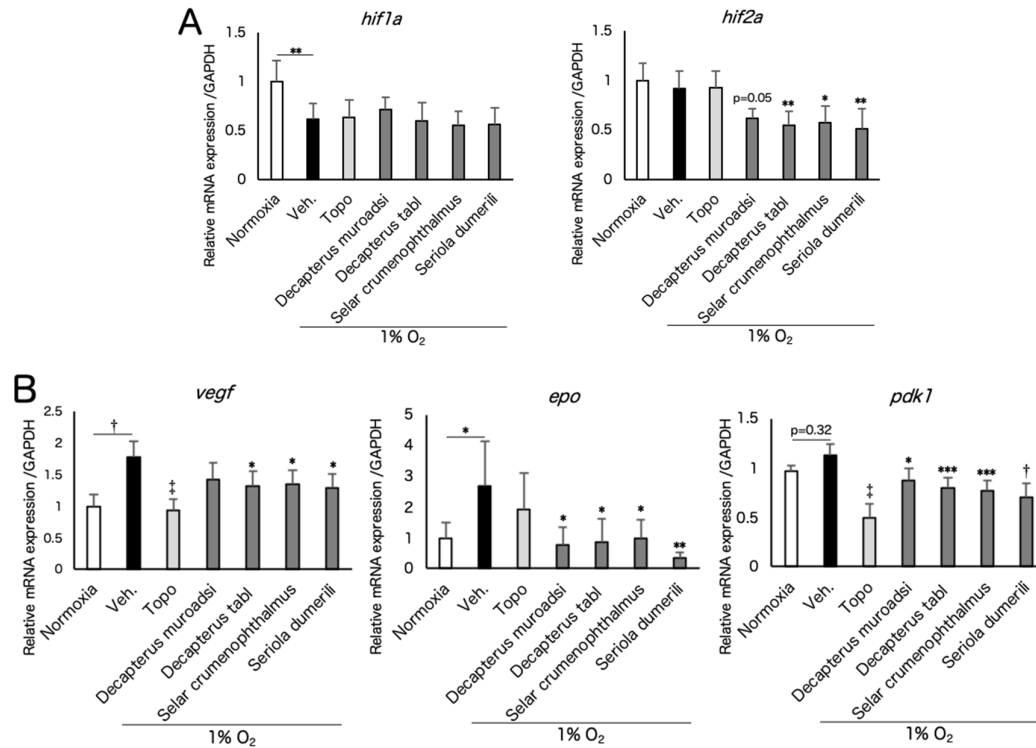 A
hif1a
Relative mRNA expression /GAPDH
1.5
1
0.5
0
**
Normoxia
Veh.
Topo
Decapterus muroadsi
Decapterus tabl
Selar crumenophthalmus
Seriola dumerili
1% O2
hif2a
Relative mRNA expression /GAPDH
1.5
1
0.5
0
p=0.05
**
*
**
Normoxia
Veh.
Topo
Decapterus muroadsi
Decapterus tabl
Selar crumenophthalmus
Seriola dumerili
1% O2
B
vegf
Relative mRNA expression /GAPDH
2.5
2
1.5
1
0.5
0
†
‡
*
*
*
Normoxia
Veh.
Topo
Decapterus muroadsi
Decapterus tabl
Selar crumenophthalmus
Seriola dumerili
1% O2
epo
Relative mRNA expression /GAPDH
5
4
3
2
1
0
*
*
*
*
**
Normoxia
Veh.
Topo
Decapterus muroadsi
Decapterus tabl
Selar crumenophthalmus
Seriola dumerili
1% O2
pdk1
Relative mRNA expression /GAPDH
1.5
1
0.5
0
p=0.32
‡
*
***
***
†
Normoxia
Veh.
Topo
Decapterus muroadsi
Decapterus tabl
Selar crumenophthalmus
Seriola dumerili
1% O2